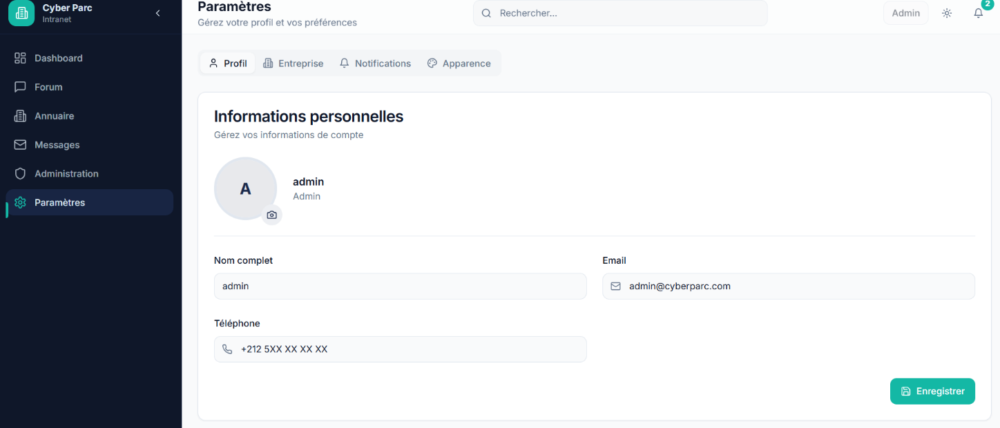 Cyber Parc
Intranet
Dashboard
Forum
Annuaire
Messages
Administration
Paramètres
Paramètres
Gérez votre profil et vos préférences
Rechercher...
Admin
2
Profil
Entreprise
Notifications
Apparence
Informations personnelles
Gérez vos informations de compte
A
admin
Admin
Nom complet
admin
Email
admin@cyberparc.com
Téléphone
+212 5XX XX XX XX
Enregistrer